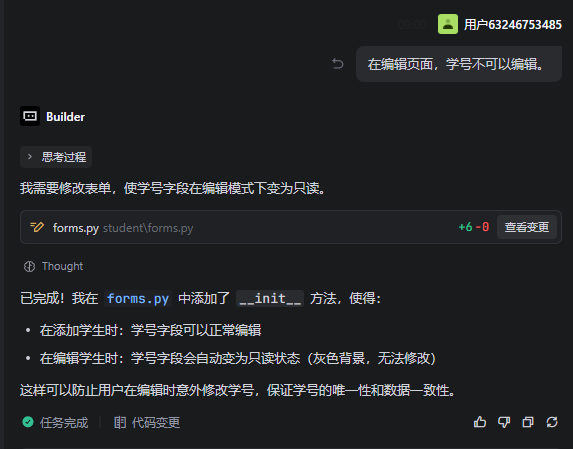 用户63246753485
在编辑页面，学号不可以编辑。
Builder
思考过程
我需要修改表单，使学号字段在编辑模式下变为只读。
forms.py student\forms.py +6 -0 查看变更
Thought
已完成！我在 forms.py 中添加了 __init__ 方法，使得：
• 在添加学生时：学号字段可以正常编辑
• 在编辑学生时：学号字段会自动变为只读状态（灰色背景，无法修改）
这样可以防止用户在编辑时意外修改学号，保证学号的唯一性和数据一致性。
任务完成 代码变更